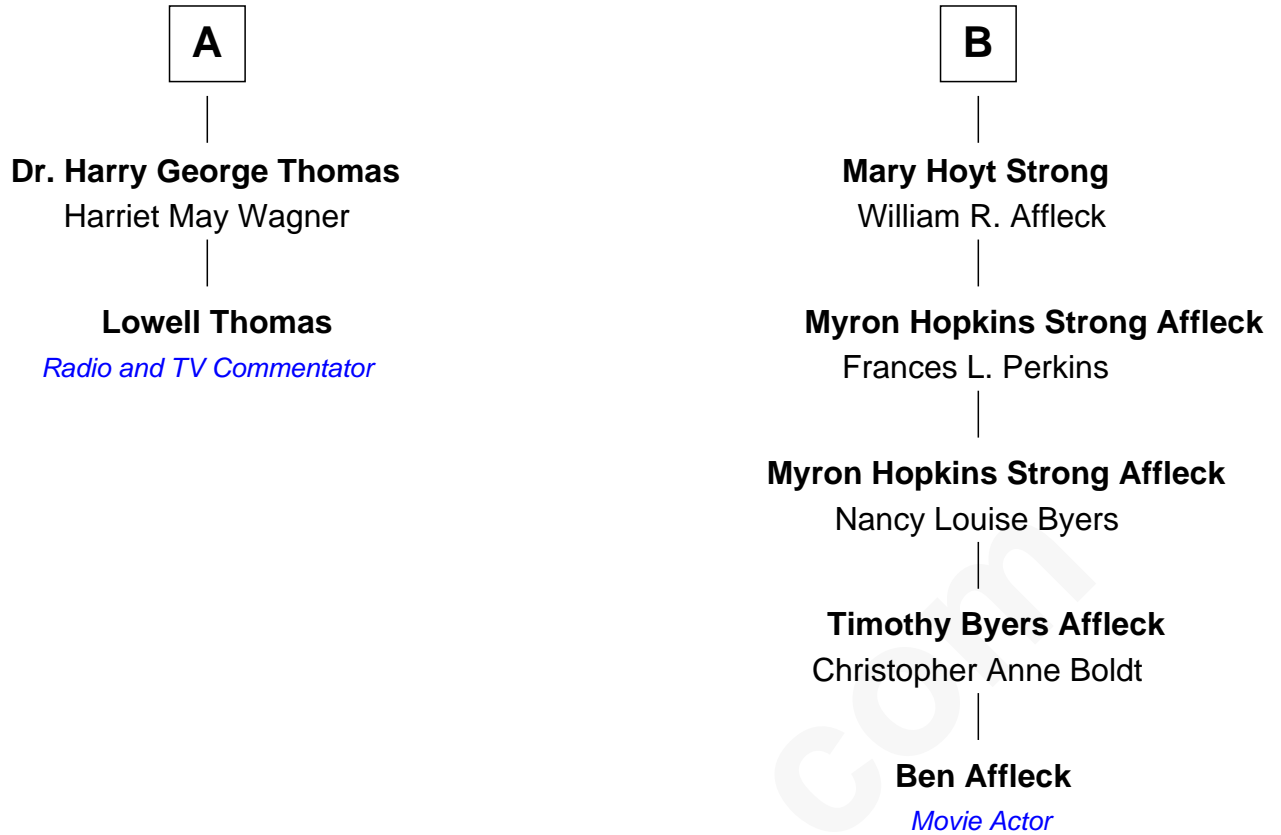 A
Dr. Harry George Thomas
Harriet May Wagner
Lowell Thomas
Radio and TV Commentator
B
Mary Hoyt Strong
William R. Affleck
Myron Hopkins Strong Affleck
Frances L. Perkins
Myron Hopkins Strong Affleck
Nancy Louise Byers
Timothy Byers Affleck
Christopher Anne Boldt
Ben Affleck
Movie Actor
com